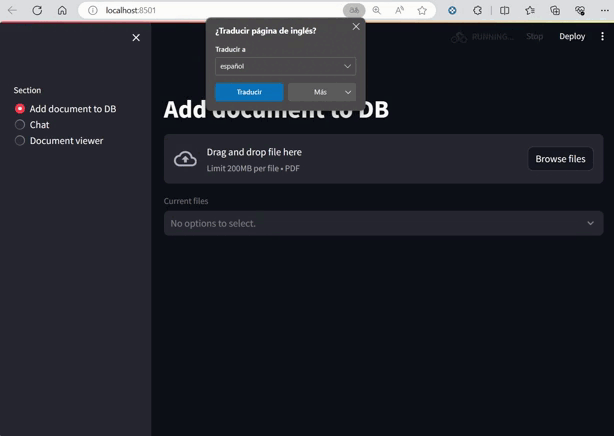 localhost:8501
¿Traducir página de inglés?
Traducir a
español
Traducir
Más
RUNNING...
Stop
Deploy
Section
Add document to DB
Chat
Document viewer
Add document to DB
Drag and drop file here
Limit 200MB per file • PDF
Browse files
Current files
No options to select.